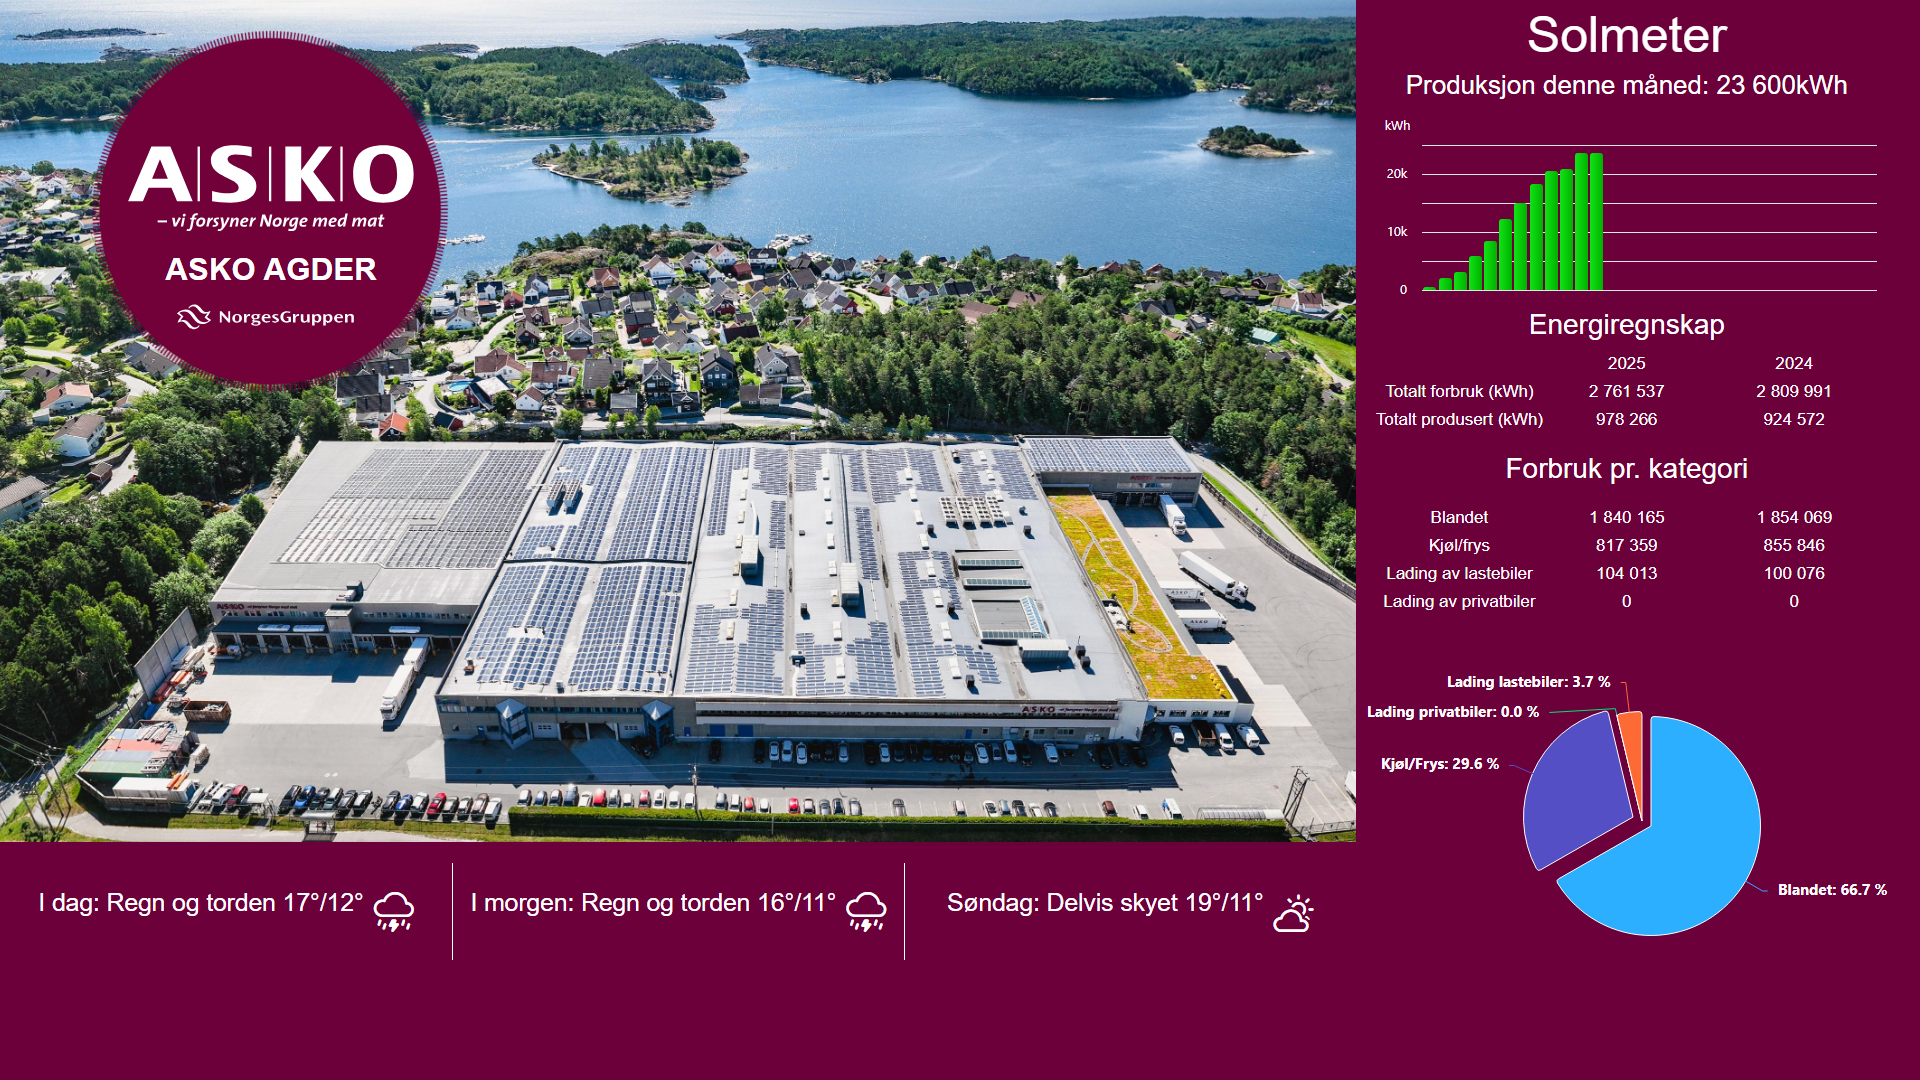 ASKO
– vi forsyner Norge med mat
ASKO AGDER
NorgesGruppen
ASKO
ASKO
ASKO
Solmeter
Produksjon denne måned: 23 600kWh
kWh
20k
10k
0
Energiregnskap
2025 2024
Totalt forbruk (kWh) 2 761 537 2 809 991
Totalt produsert (kWh) 978 266 924 572
Forbruk pr. kategori
Blandet 1 840 165 1 854 069
Kjøl/frys 817 359 855 846
Lading av lastebiler 104 013 100 076
Lading av privatbiler 0 0
Lading lastebiler: 3.7 %
Lading privatbiler: 0.0 %
Kjøl/Frys: 29.6 %
Blandet: 66.7 %
I dag: Regn og torden 17°/12°
I morgen: Regn og torden 16°/11°
Søndag: Delvis skyet 19°/11°